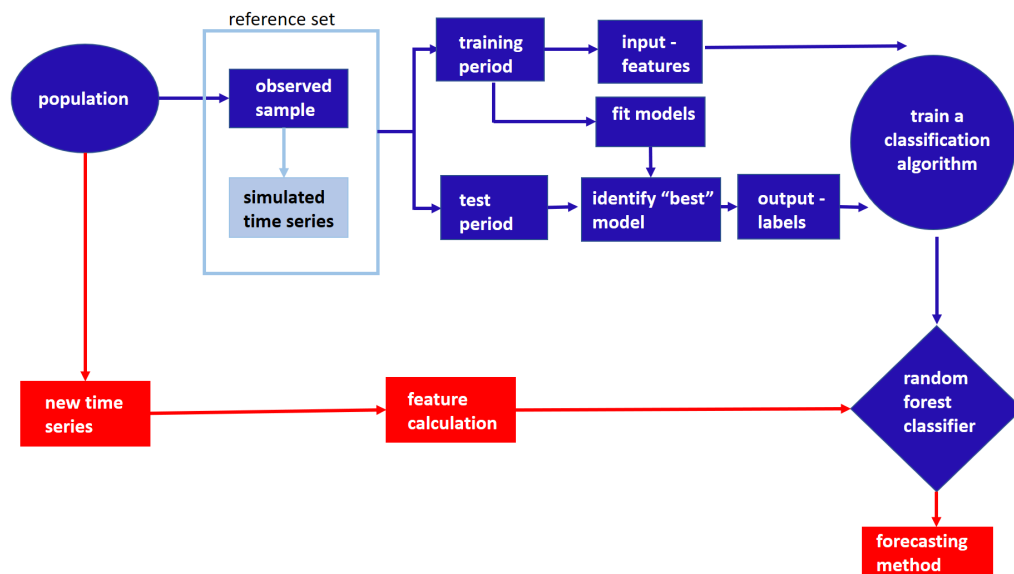 reference set
population
observed
sample
simulated
time series
training
period
input -
features
fit models
test
period
identify “best”
model
output -
labels
train a
classification
algorithm
new time
series
feature
calculation
random
forest
classifier
forecasting
method